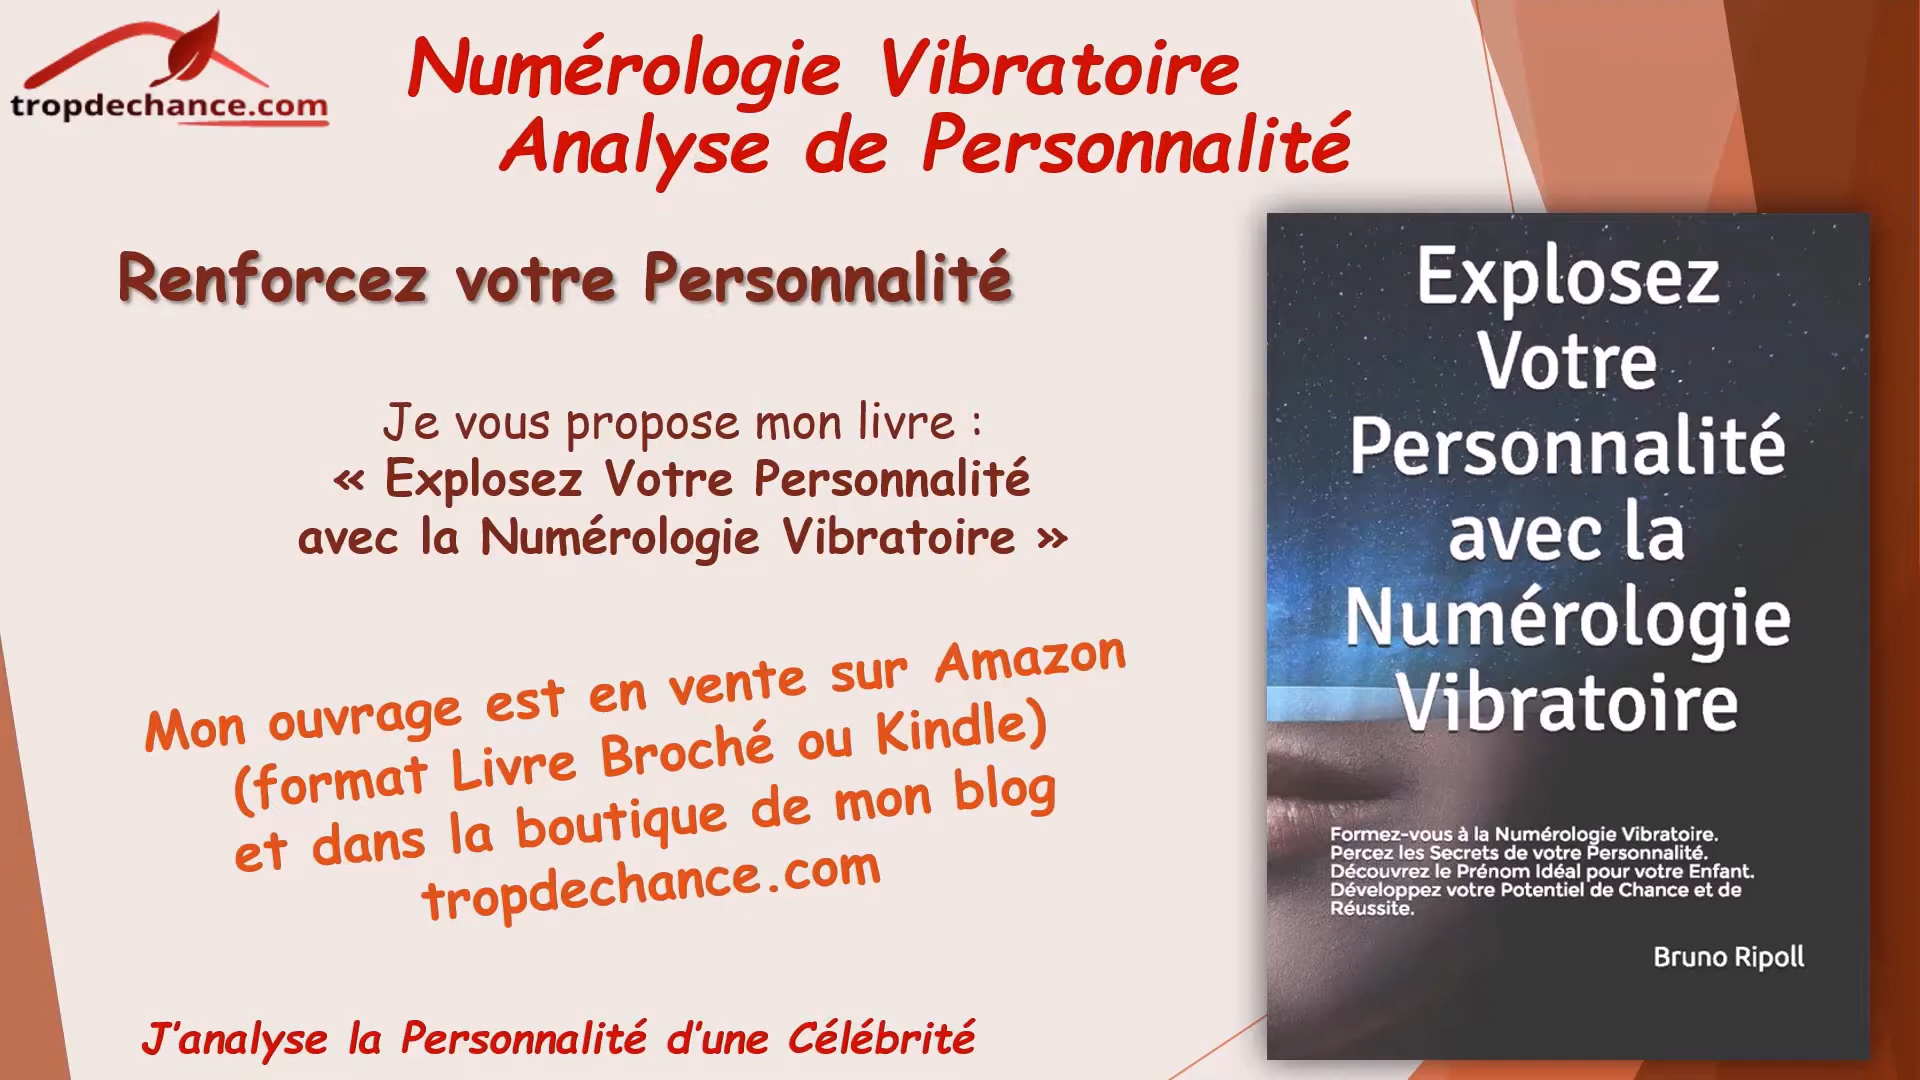 tropdechance.com
Numérologie Vibratoire
Analyse de Personnalité
Renforcez votre Personnalité
Je vous propose mon livre :
« Explosez Votre Personnalité
avec la Numérologie Vibratoire »
Mon ouvrage est en vente sur Amazon
(format Livre Broché ou Kindle)
et dans la boutique de mon blog
tropdechance.com
J’analyse la Personnalité d’une Célébrité
Explosez
Votre
Personnalité
avec la
Numérologie
Vibratoire
Formez-vous à la Numérologie Vibratoire.
Percez les Secrets de votre Personnalité.
Découvrez le Prénom Idéal pour votre Enfant.
Développez votre Potentiel de Chance et de
Réussite.
Bruno Ripoll